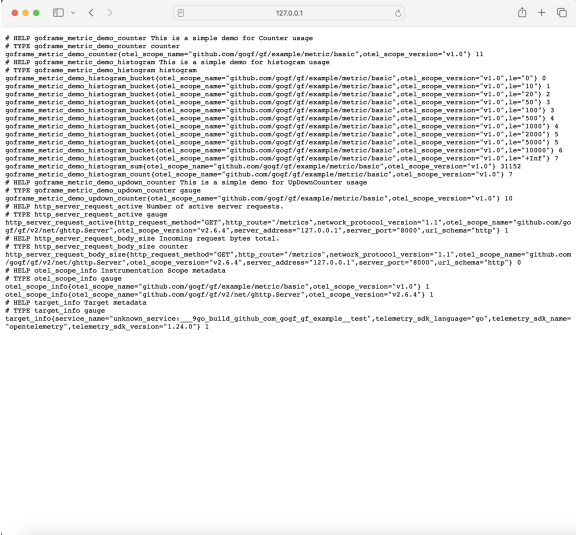 127.0.0.1
# HELP goframe_metric_demo_counter This is a simple demo for Counter usage
# TYPE goframe_metric_demo_counter counter
goframe_metric_demo_counter{otel_scope_name="github.com/gogf/gf/example/metric/basic",otel_scope_version="v1.0"} 11
# HELP goframe_metric_demo_histogram This is a simple demo for histogram usage
# TYPE goframe_metric_demo_histogram histogram
goframe_metric_demo_histogram_bucket{otel_scope_name="github.com/gogf/gf/example/metric/basic",otel_scope_version="v1.0",le="0"} 0
goframe_metric_demo_histogram_bucket{otel_scope_name="github.com/gogf/gf/example/metric/basic",otel_scope_version="v1.0",le="10"} 1
goframe_metric_demo_histogram_bucket{otel_scope_name="github.com/gogf/gf/example/metric/basic",otel_scope_version="v1.0",le="20"} 2
goframe_metric_demo_histogram_bucket{otel_scope_name="github.com/gogf/gf/example/metric/basic",otel_scope_version="v1.0",le="50"} 3
goframe_metric_demo_histogram_bucket{otel_scope_name="github.com/gogf/gf/example/metric/basic",otel_scope_version="v1.0",le="100"} 3
goframe_metric_demo_histogram_bucket{otel_scope_name="github.com/gogf/gf/example/metric/basic",otel_scope_version="v1.0",le="500"} 4
goframe_metric_demo_histogram_bucket{otel_scope_name="github.com/gogf/gf/example/metric/basic",otel_scope_version="v1.0",le="1000"} 4
goframe_metric_demo_histogram_bucket{otel_scope_name="github.com/gogf/gf/example/metric/basic",otel_scope_version="v1.0",le="2000"} 5
goframe_metric_demo_histogram_bucket{otel_scope_name="github.com/gogf/gf/example/metric/basic",otel_scope_version="v1.0",le="5000"} 5
goframe_metric_demo_histogram_bucket{otel_scope_name="github.com/gogf/gf/example/metric/basic",otel_scope_version="v1.0",le="10000"} 6
goframe_metric_demo_histogram_bucket{otel_scope_name="github.com/gogf/gf/example/metric/basic",otel_scope_version="v1.0",le="+Inf"} 7
goframe_metric_demo_histogram_sum{otel_scope_name="github.com/gogf/gf/example/metric/basic",otel_scope_version="v1.0"} 31152
goframe_metric_demo_histogram_count{otel_scope_name="github.com/gogf/gf/example/metric/basic",otel_scope_version="v1.0"} 7
# HELP goframe_metric_demo_updown_counter This is a simple demo for UpDownCounter usage
# TYPE goframe_metric_demo_updown_counter gauge
goframe_metric_demo_updown_counter{otel_scope_name="github.com/gogf/gf/example/metric/basic",otel_scope_version="v1.0"} 10
# HELP http_server_request_active Number of active server requests.
# TYPE http_server_request_active gauge
http_server_request_active{http_request_method="GET",http_route="/metrics",network_protocol_version="1.1",otel_scope_name="github.com/go
gf/gf/v2/net/ghttp.Server",otel_scope_version="v2.6.4",server_address="127.0.0.1",server_port="8000",url_schema="http"} 1
# HELP http_server_request_body_size Incoming request bytes total.
# TYPE http_server_request_body_size counter
http_server_request_body_size{http_request_method="GET",http_route="/metrics",network_protocol_version="1.1",otel_scope_name="github.com
/gogf/gf/v2/net/ghttp.Server",otel_scope_version="v2.6.4",server_address="127.0.0.1",server_port="8000",url_schema="http"} 0
# HELP otel_scope_info Instrumentation Scope metadata
# TYPE otel_scope_info gauge
otel_scope_info{otel_scope_name="github.com/gogf/gf/example/metric/basic",otel_scope_version="v1.0"} 1
otel_scope_info{otel_scope_name="github.com/gogf/gf/v2/net/ghttp.Server",otel_scope_version="v2.6.4"} 1
# HELP target_info Target metadata
# TYPE target_info gauge
target_info{service_name="unknown_service:___9go_build_github_com_gogf_gf_example__test",telemetry_sdk_language="go",telemetry_sdk_name=
"opentelemetry",telemetry_sdk_version="1.24.0"} 1